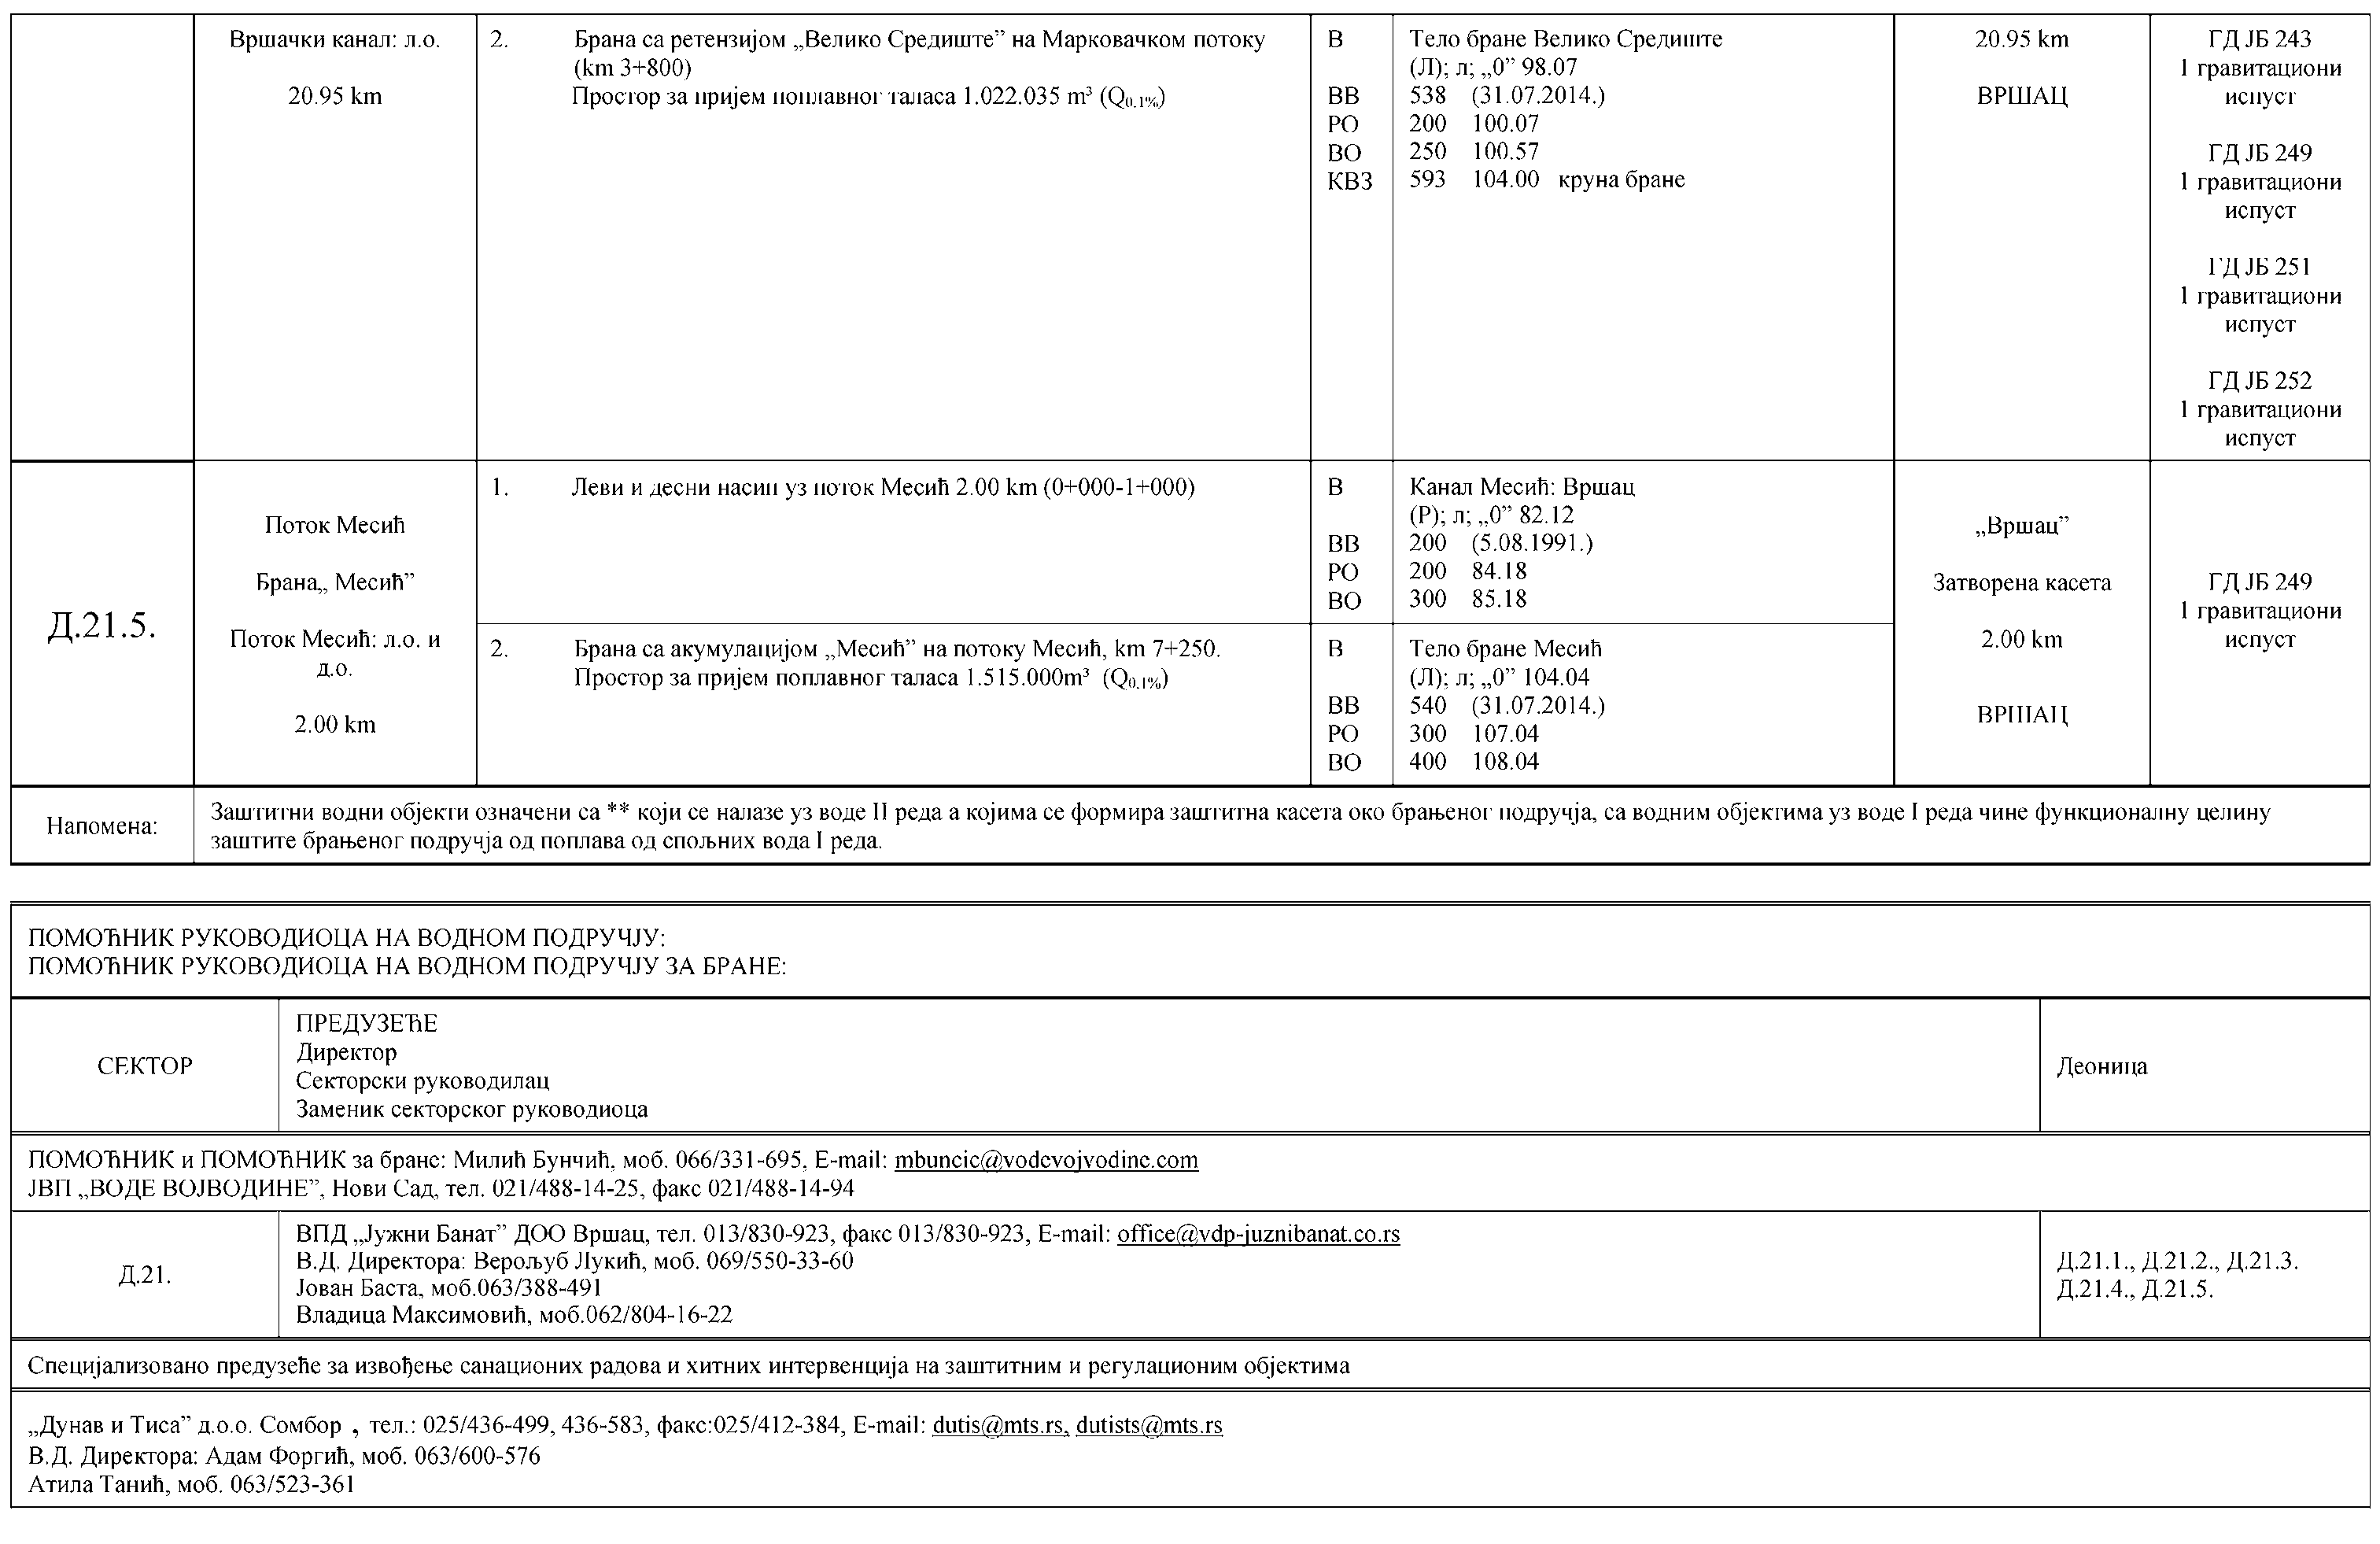 Вршачки канал: л.о.
20.95 km
2. Брана са ретензијом „Велико Средиште” на Марковачком потоку
(km 3+800)
Простор за пријем поплавног таласа 1.022.035 m³ (Q0.1%)
В Тело бране Велико Средиште
(Л); л; „0” 98.07
ВВ 538 (31.07.2014.)
РО 200 100.07
ВО 250 100.57
КВЗ 593 104.00 круна бране
20.95 km
ВРШАЦ
ГД ЈБ 243
1 гравитациони
испуст
ГД ЈБ 249
1 гравитациони
испуст
ГД ЈБ 251
1 гравитациони
испуст
ГД ЈБ 252
1 гравитациони
испуст
Д.21.5.
Поток Месић
Брана„ Месић”
Поток Месић: л.о. и
д.о.
2.00 km
1. Леви и десни насип уз поток Месић 2.00 km (0+000-1+000)
В Канал Месић: Вршац
(Р); л; „0” 82.12
ВВ 200 (5.08.1991.)
РО 200 84.18
ВО 300 85.18
2. Брана са акумулацијом „Месић” на потоку Месић, km 7+250.
Простор за пријем поплавног таласа 1.515.000m³ (Q0.1%)
В Тело бране Месић
(Л); л; „0” 104.04
ВВ 540 (31.07.2014.)
РО 300 107.04
ВО 400 108.04
„Вршац”
Затворена касета
2.00 km
ВРШАЦ
ГД ЈБ 249
1 гравитациони
испуст
Напомена:
Заштитни водни објекти означени са ** који се налазе уз воде II реда а којима се формира заштитна касета око брањеног подручја, са водним објектима уз воде I реда чине функционалну целину
заштите брањеног подручја од поплава од спољних вода I реда.
ПОМОЋНИК РУКОВОДИОЦА НА ВОДНОМ ПОДРУЧЈУ:
ПОМОЋНИК РУКОВОДИОЦА НА ВОДНОМ ПОДРУЧЈУ ЗА БРАНЕ:
СЕКТОР
ПРЕДУЗЕЋЕ
Директор
Секторски руководилац
Заменик секторског руководиоца
Деоница
ПОМОЋНИК и ПОМОЋНИК за бране: Милић Бунчић, моб. 066/331-695, E-mail: mbuncic@vodevojvodine.com
ЈВП „ВОДЕ ВОЈВОДИНЕ”, Нови Сад, тел. 021/488-14-25, факс 021/488-14-94
Д.21.
ВПД „Јужни Банат” ДОО Вршац, тел. 013/830-923, факс 013/830-923, E-mail: office@vdp-juznibanat.co.rs
В.Д. Директора: Верољуб Лукић, моб. 069/550-33-60
Јован Баста, моб.063/388-491
Владица Максимовић, моб.062/804-16-22
Д.21.1., Д.21.2., Д.21.3.
Д.21.4., Д.21.5.
Специјализовано предузеће за извођење санационих радова и хитних интервенција на заштитним и регулационим објектима
„Дунав и Тиса” д.о.о. Сомбор , тел.: 025/436-499, 436-583, факс:025/412-384, E-mail: dutis@mts.rs, dutists@mts.rs
В.Д. Директора: Адам Форгић, моб. 063/600-576
Атила Танић, моб. 063/523-361